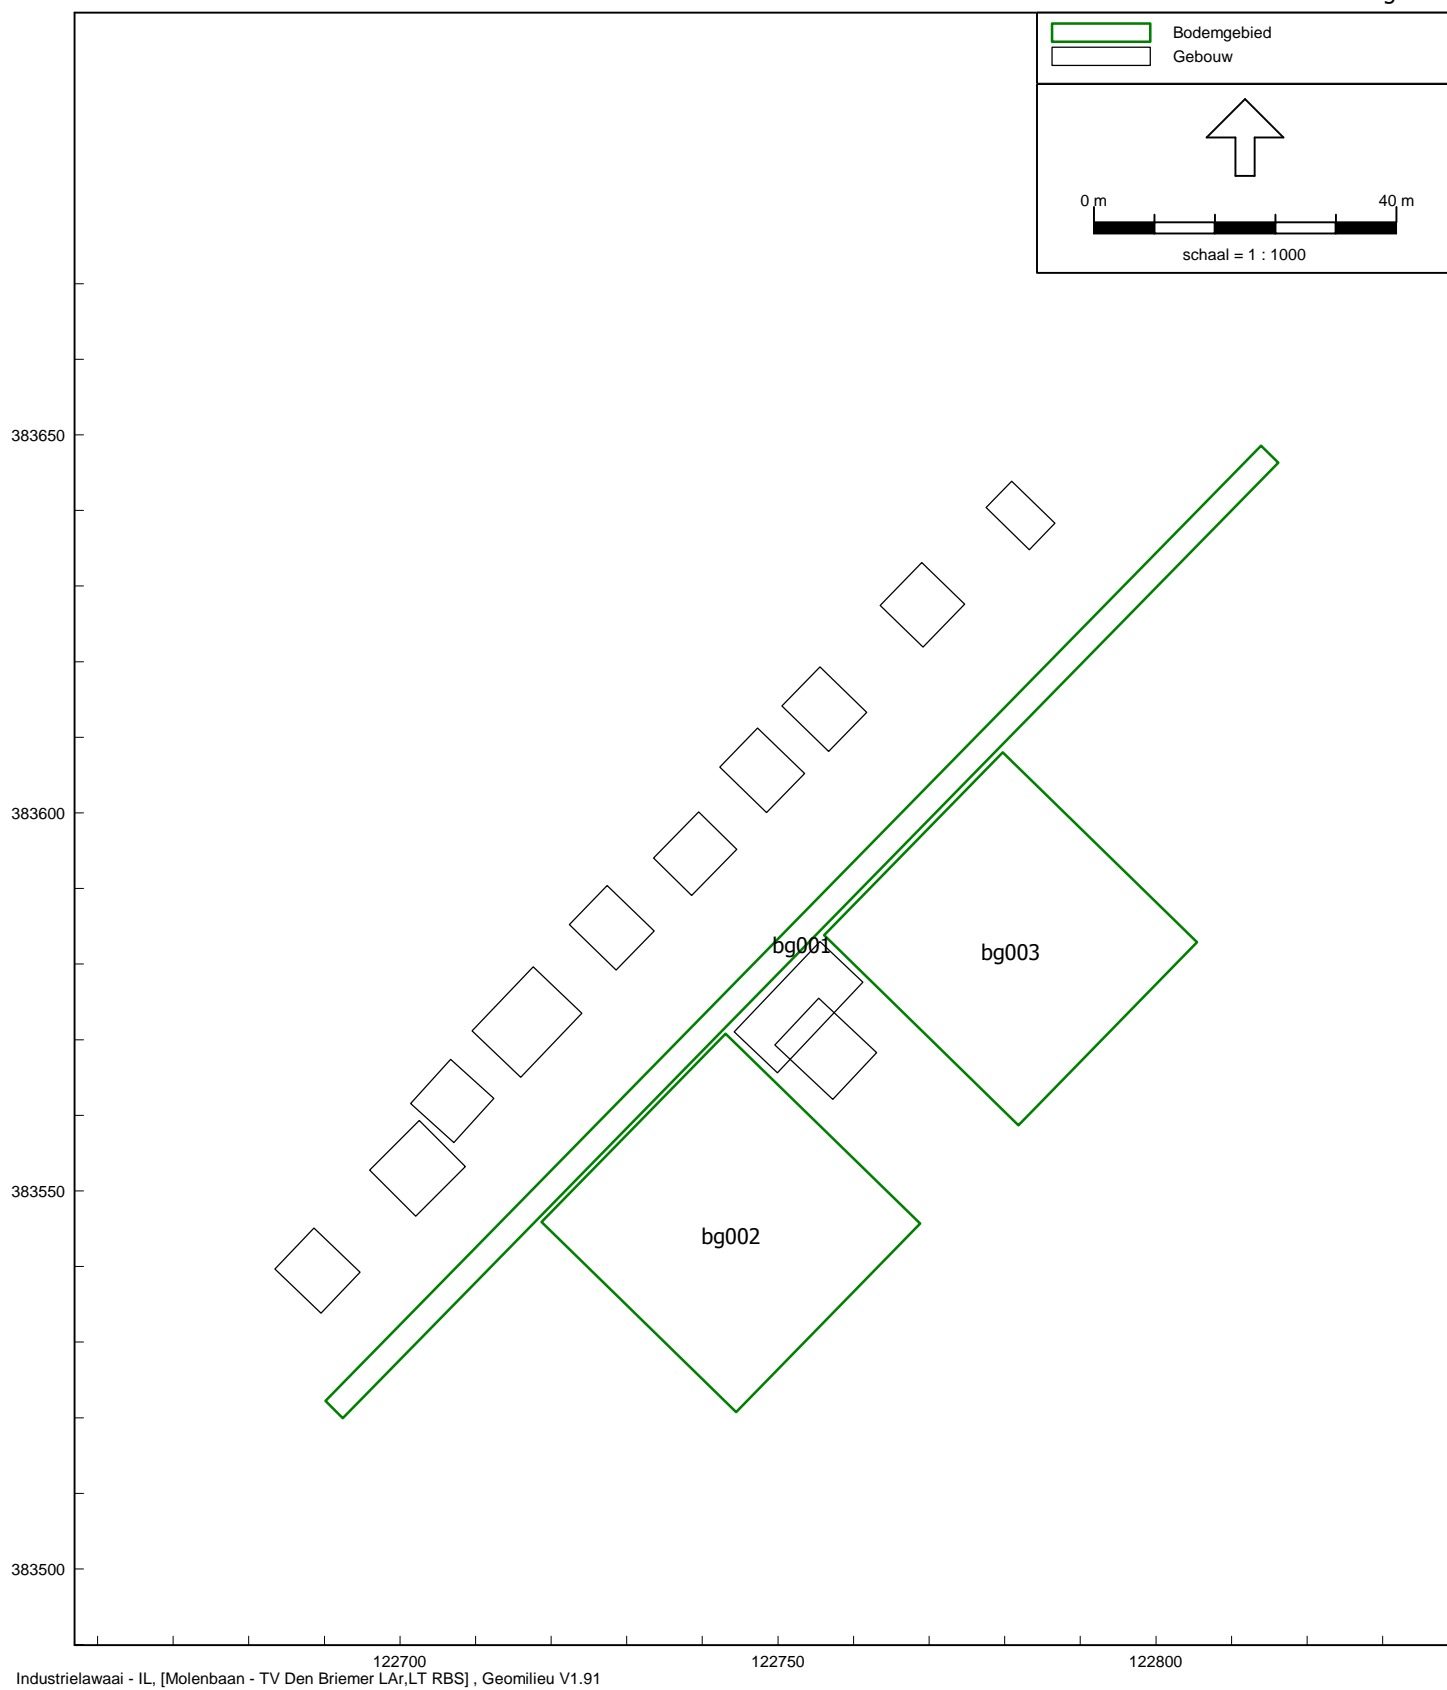 Bodemgebied
Gebouw
0 m
40 m
schaal = 1 : 1000
383650
383600
bg001
bg003
383550
bg002
383500
122700
122750
122800
Industrielawaai - IL, [Molenbaan - TV Den Briemer LAr,LT RBS] , Geomilieu V1.91